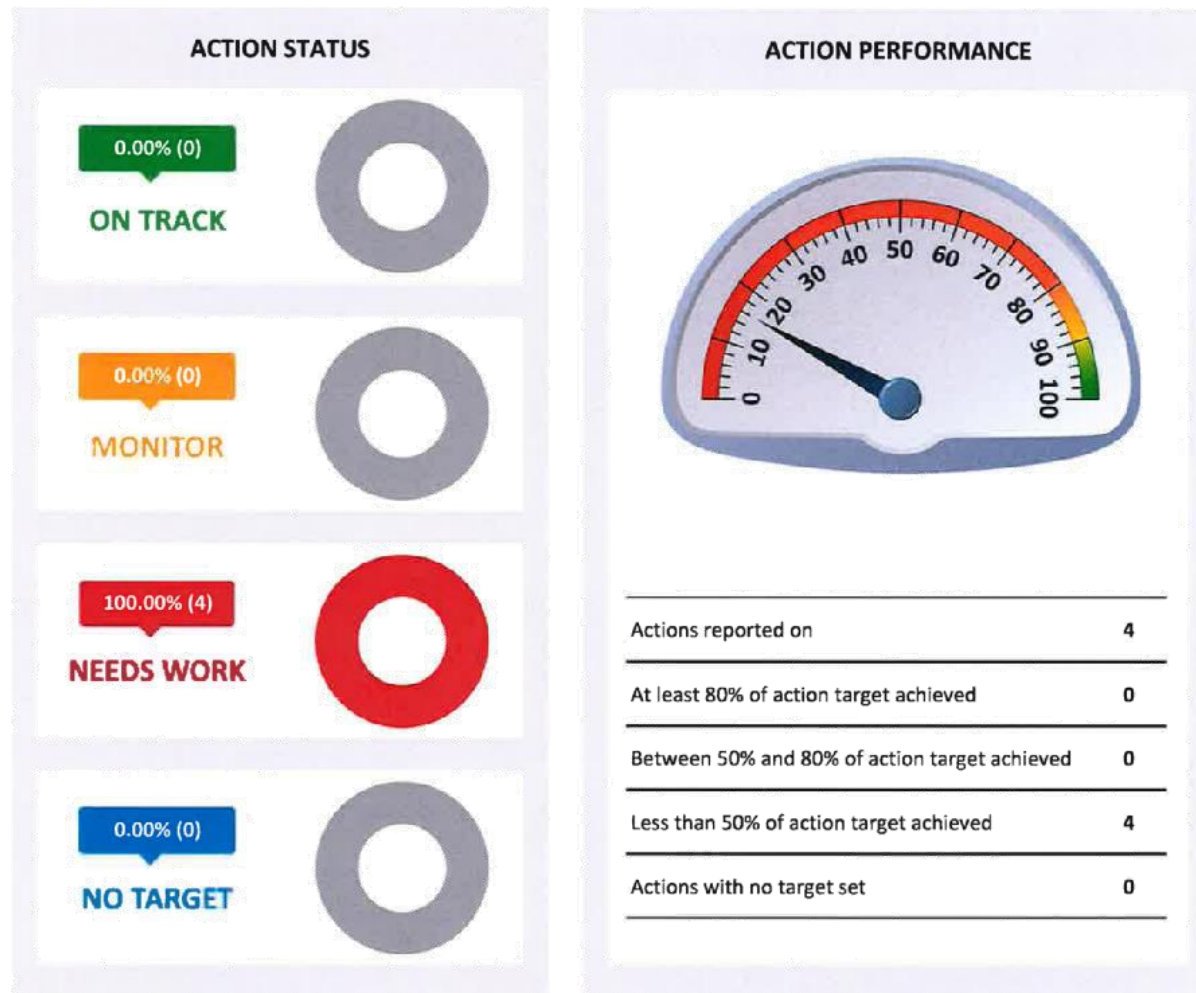 ACTION STATUS
0.00% (0)
ON TRACK
0.00% (0)
MONITOR
100.00% (4)
NEEDS WORK
0.00% (0)
NO TARGET
ACTION PERFORMANCE
0 10 20 30 40 50 60 70 80 90 100
Actions reported on 4
At least 80% of action target achieved 0
Between 50% and 80% of action target achieved 0
Less than 50% of action target achieved 4
Actions with no target set 0